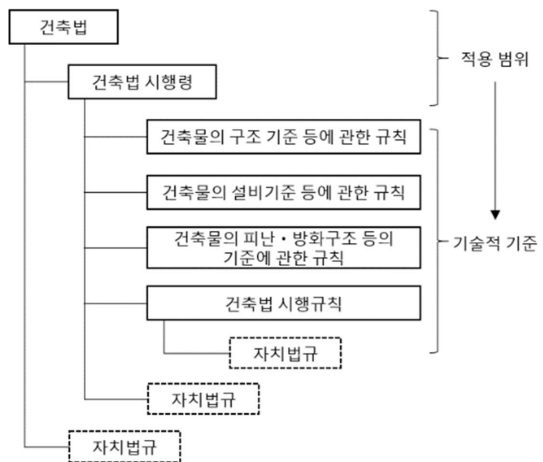 건축법
적용 범위
건축법 시행령
건축물의 구조 기준 등에 관한 규칙
건축물의 설비기준 등에 관한 규칙
건축물의 피난・방화구조 등의
기준에 관한 규칙
기술적 기준
건축법 시행규칙
자치법규
자치법규
자치법규